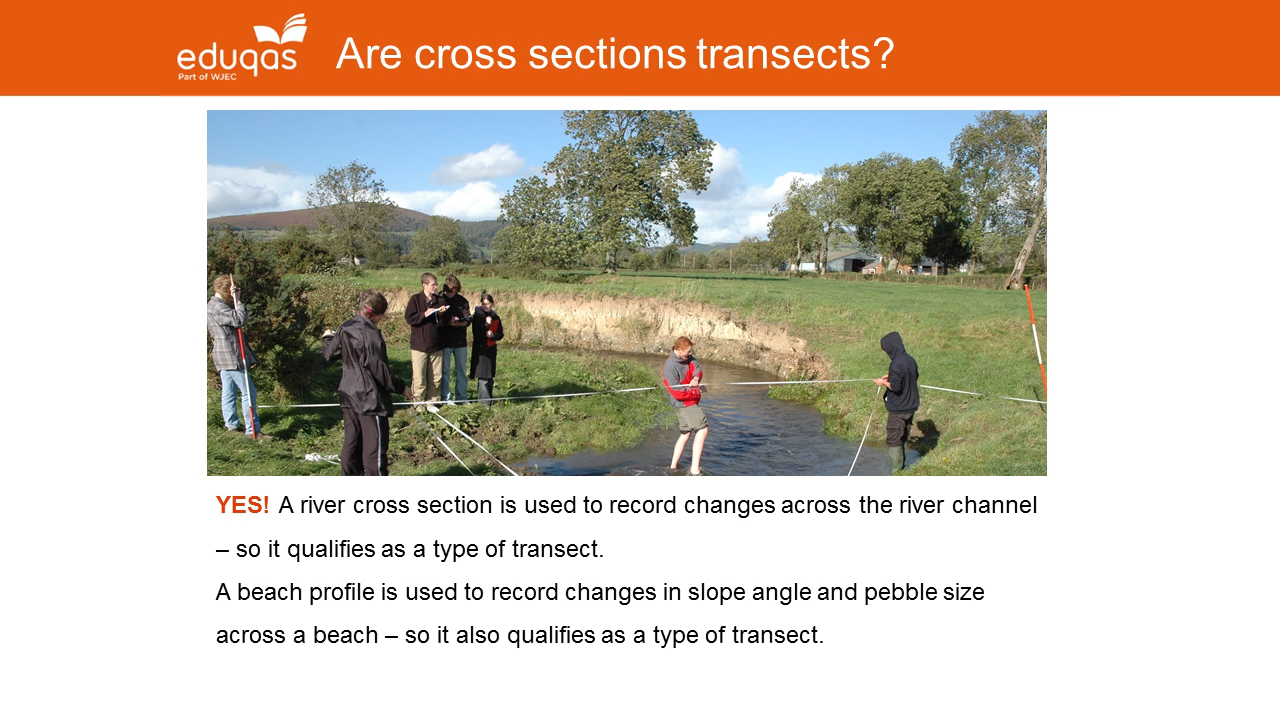 eduqas
Part of WJEC
Are cross sections transects?
YES! A river cross section is used to record changes across the river channel
– so it qualifies as a type of transect.
A beach profile is used to record changes in slope angle and pebble size
across a beach – so it also qualifies as a type of transect.